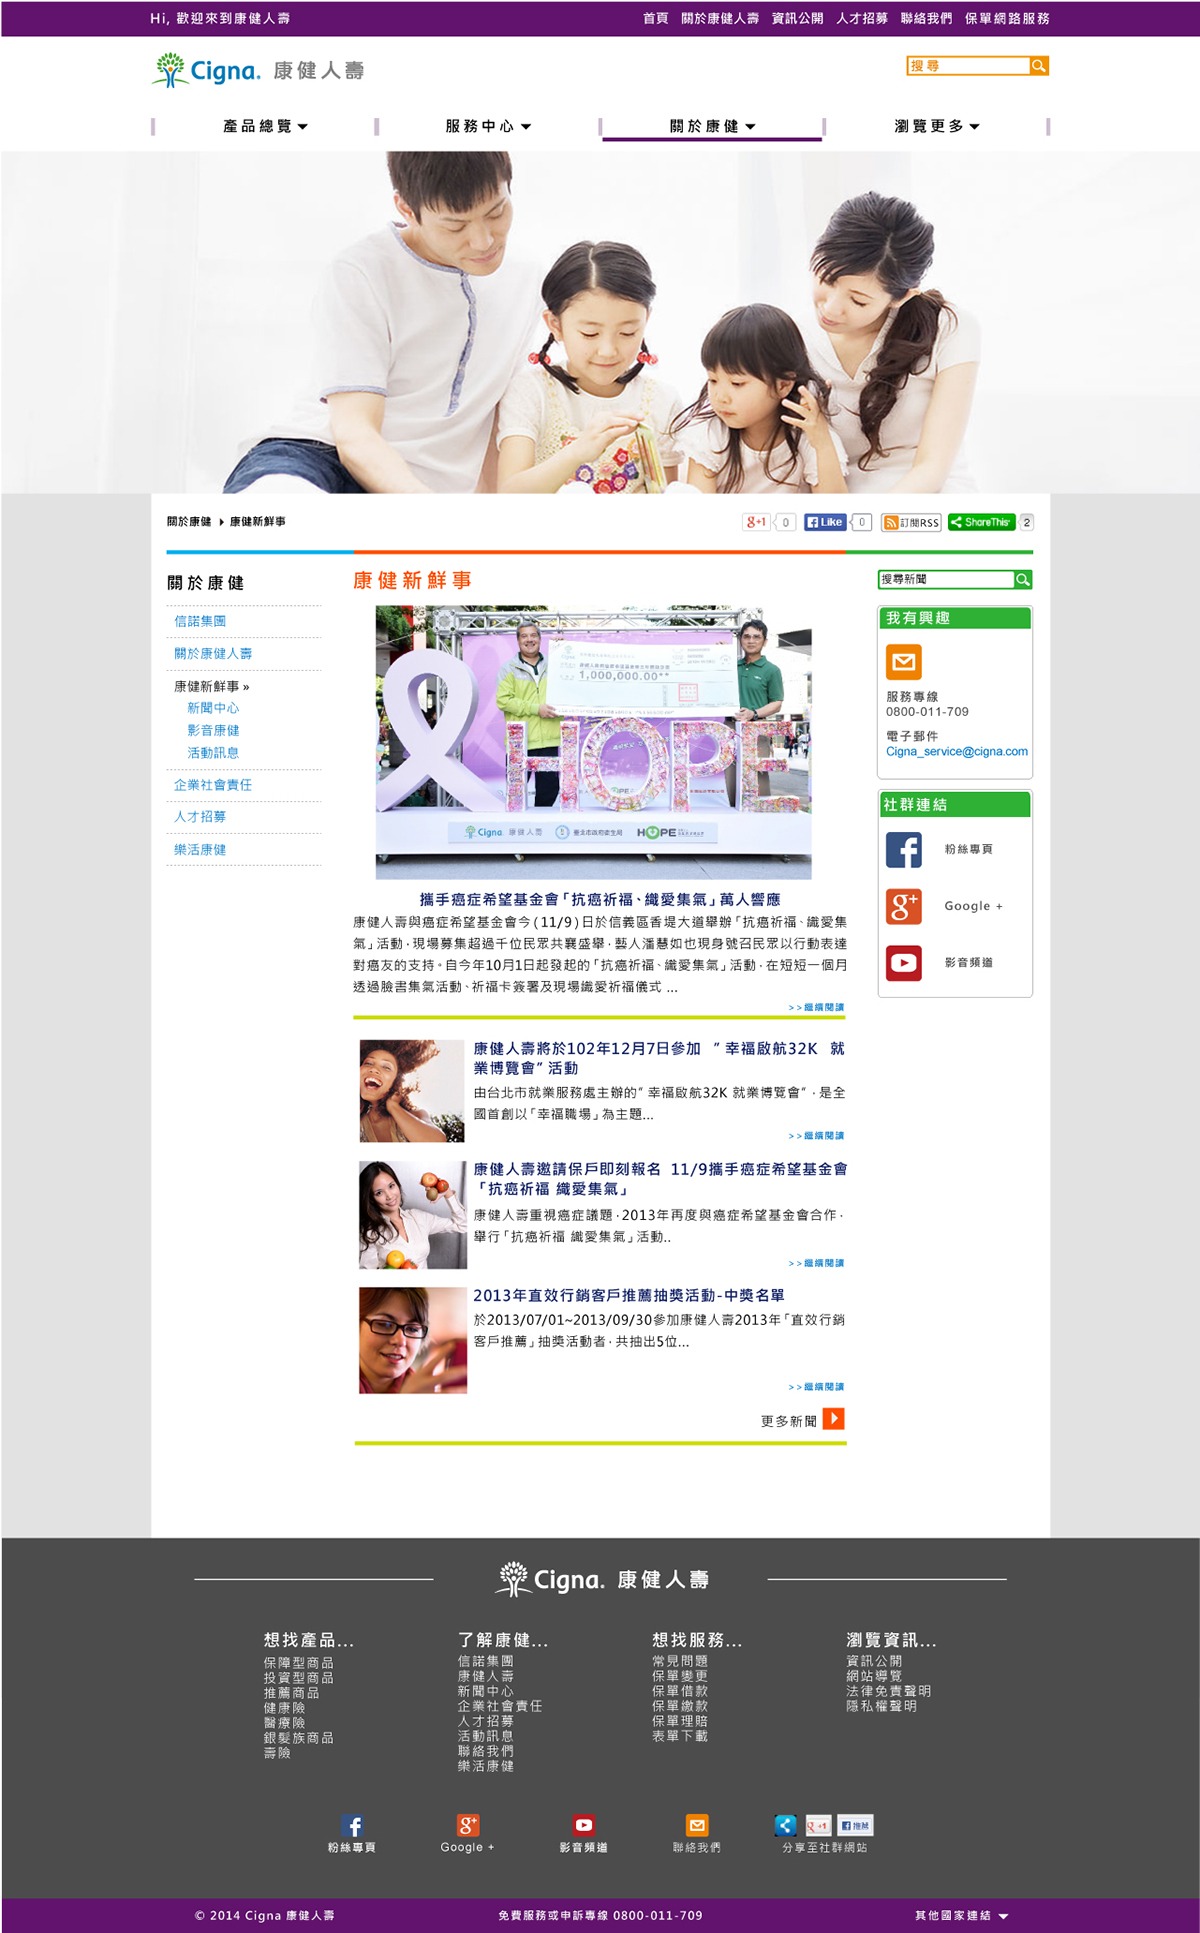 Hi, 歡迎來到康健人壽
首頁 關於康健人壽 資訊公開 人才招募 聯絡我們 保單網路服務
Cigna. 康健人壽
搜尋
產品總覽 服務中心 關於康健 瀏覽更多
關於康健 康健新鮮事
g+1 0 Like 0 訂閱RSS ShareThis 2
關於康健
信諾集團
關於康健人壽
康健新鮮事 »
新聞中心
影音康健
活動訊息
企業社會責任
人才招募
樂活康健
康健新鮮事
1,000,000.00**
HOPE
Cigna 康健人壽 臺北市政府衛生局 HOPE
攜手癌症希望基金會「抗癌祈福、織愛集氣」萬人響應
康健人壽與癌症希望基金會今(11/9)日於信義區香堤大道舉辦「抗癌祈福、織愛集
氣」活動，現場募集超過千位民眾共襄盛舉，藝人潘慧如也現身號召民眾以行動表達
對癌友的支持。自今年10月1日起發起的「抗癌祈福、織愛集氣」活動，在短短一個月
透過臉書集氣活動、祈福卡簽署及現場織愛祈福儀式 ...
>>繼續閱讀
康健人壽將於102年12月7日參加 ＂幸福啟航32K 就
業博覽會＂活動
由台北市就業服務處主辦的＂幸福啟航32K 就業博覽會＂，是全
國首創以「幸福職場」為主題...
>>繼續閱讀
康健人壽邀請保戶即刻報名 11/9攜手癌症希望基金會
「抗癌祈福 織愛集氣」
康健人壽重視癌症議題，2013年再度與癌症希望基金會合作，
舉行「抗癌祈福 織愛集氣」活動..
>>繼續閱讀
2013年直效行銷客戶推薦抽獎活動-中獎名單
於2013/07/01~2013/09/30參加康健人壽2013年「直效行銷
客戶推薦」抽獎活動者，共抽出5位...
>>繼續閱讀
更多新聞
搜尋新聞
我有興趣
服務專線
0800-011-709
電子郵件
Cigna_service@cigna.com
社群連結
粉絲專頁
Google +
影音頻道
Cigna. 康健人壽
想找產品...
保障型商品
投資型商品
推薦商品
健康險
醫療險
銀髮族商品
壽險
了解康健...
信諾集團
康健人壽
新聞中心
企業社會責任
人才招募
活動訊息
聯絡我們
樂活康健
想找服務...
常見問題
保單變更
保單借款
保單繳款
保單理賠
表單下載
瀏覽資訊...
資訊公開
網站導覽
法律免責聲明
隱私權聲明
g +1 推薦
粉絲專頁 Google + 影音頻道 聯絡我們 分享至社群網站
© 2014 Cigna 康健人壽 免費服務或申訴專線 0800-011-709 其他國家連結